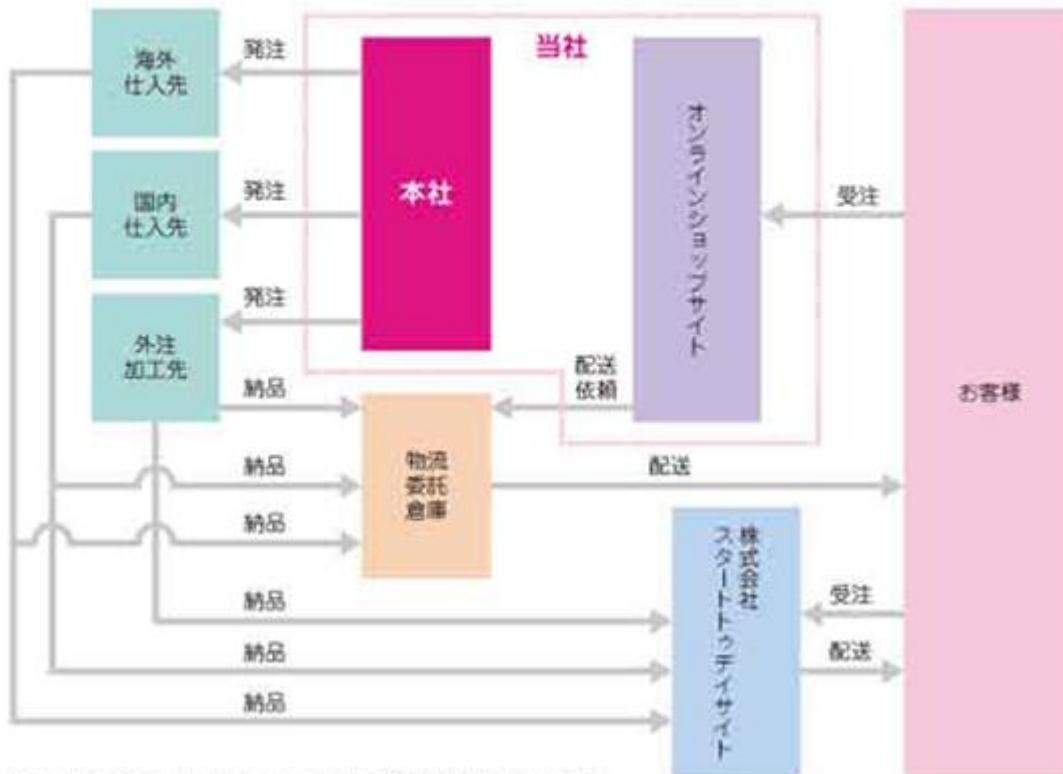 当社
海外
仕入先
発注
本社
オンラインショップサイト
国内
仕入先
発注
受注
外注
加工先
発注
お客様
納品
配送
依頼
物流
委託
倉庫
納品
配送
納品
株式会社
スタートトゥデイサイト
納品
受注
納品
配送
納品